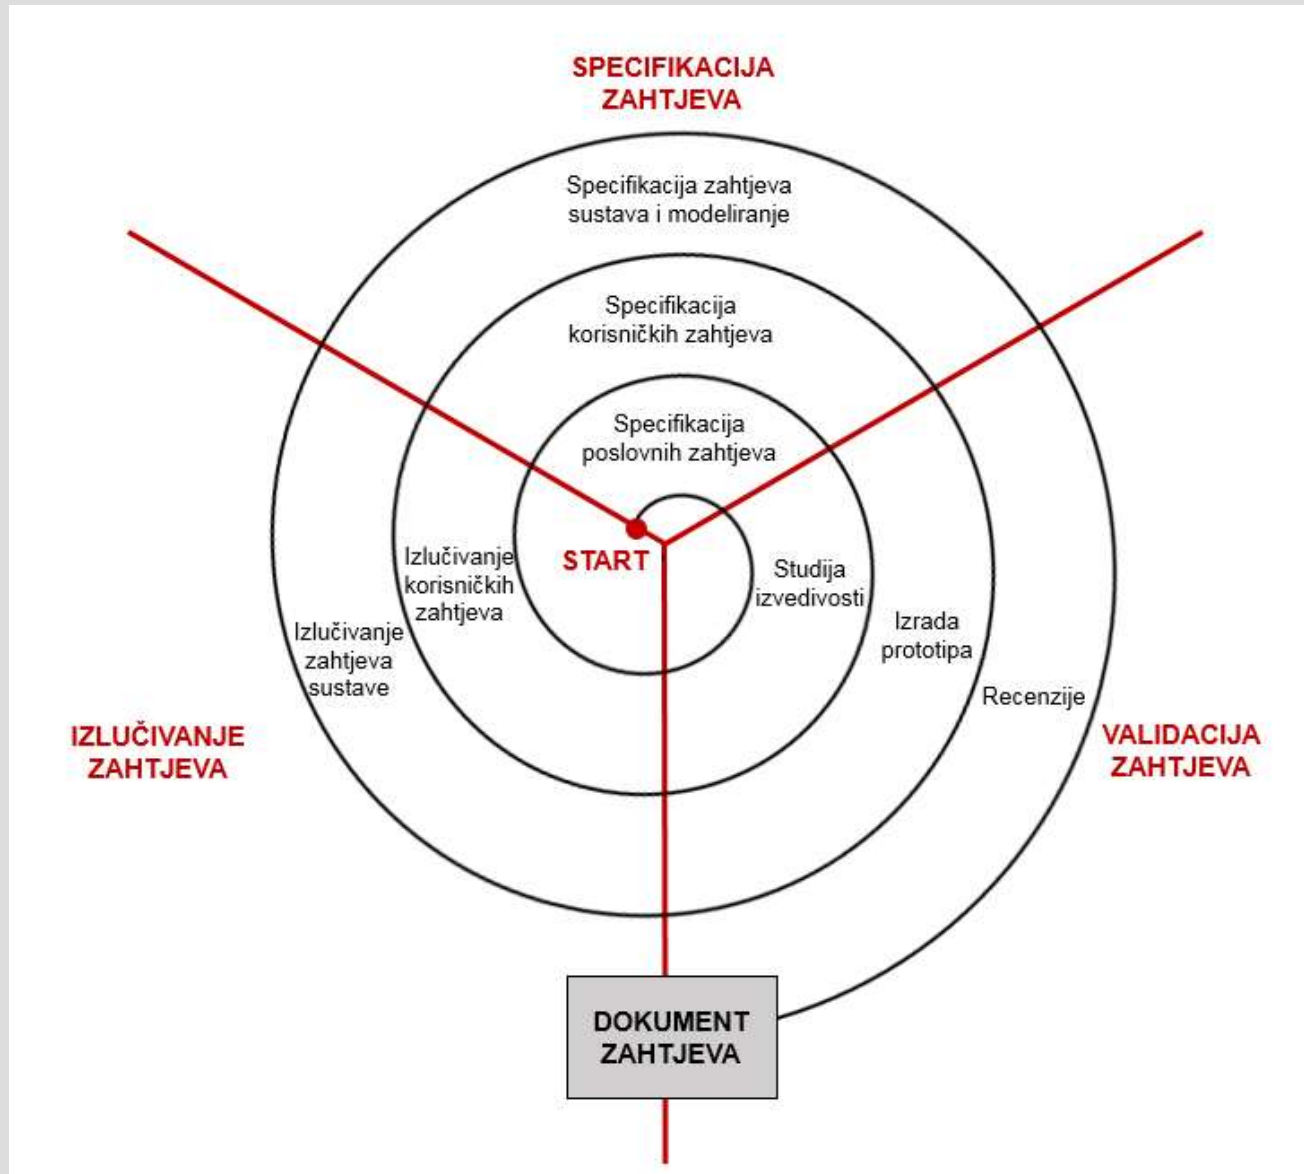 SPECIFIKACIJA
ZAHTJEVA
Specifikacija zahtjeva
sustava i modeliranje
Specifikacija
korisničkih zahtjeva
Specifikacija
poslovnih zahtjeva
START
Studija
izvedivosti
Izlučivanje
korisničkih
zahtjeva
Izrada
prototipa
Izlučivanje
zahtjeva
sustave
Recenzije
IZLUČIVANJE
ZAHTJEVA
VALIDACIJA
ZAHTJEVA
DOKUMENT
ZAHTJEVA